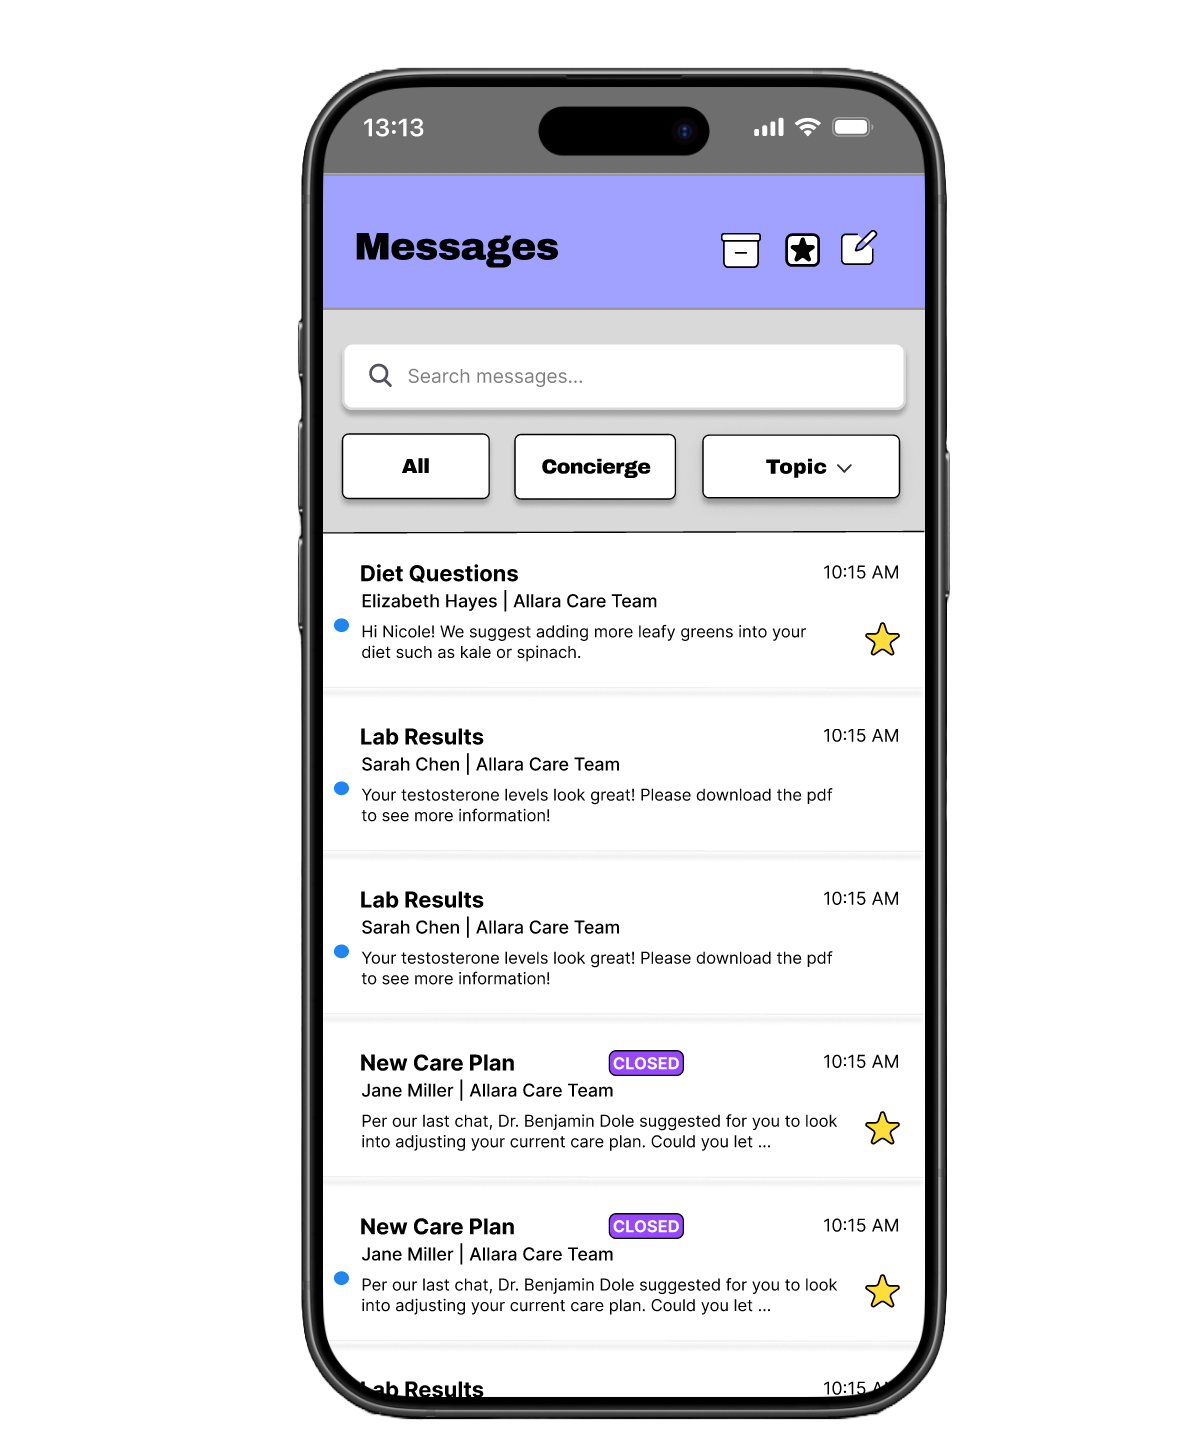 13:13
Messages
Search messages...
All
Concierge
Topic
Diet Questions
10:15 AM
Elizabeth Hayes | Allara Care Team
Hi Nicole! We suggest adding more leafy greens into your
diet such as kale or spinach.
Lab Results
10:15 AM
Sarah Chen | Allara Care Team
Your testosterone levels look great! Please download the pdf
to see more information!
Lab Results
10:15 AM
Sarah Chen | Allara Care Team
Your testosterone levels look great! Please download the pdf
to see more information!
New Care Plan
CLOSED
10:15 AM
Jane Miller | Allara Care Team
Per our last chat, Dr. Benjamin Dole suggested for you to look
into adjusting your current care plan. Could you let ...
New Care Plan
CLOSED
10:15 AM
Jane Miller | Allara Care Team
Per our last chat, Dr. Benjamin Dole suggested for you to look
into adjusting your current care plan. Could you let ...
Lab Results
10:15 AM